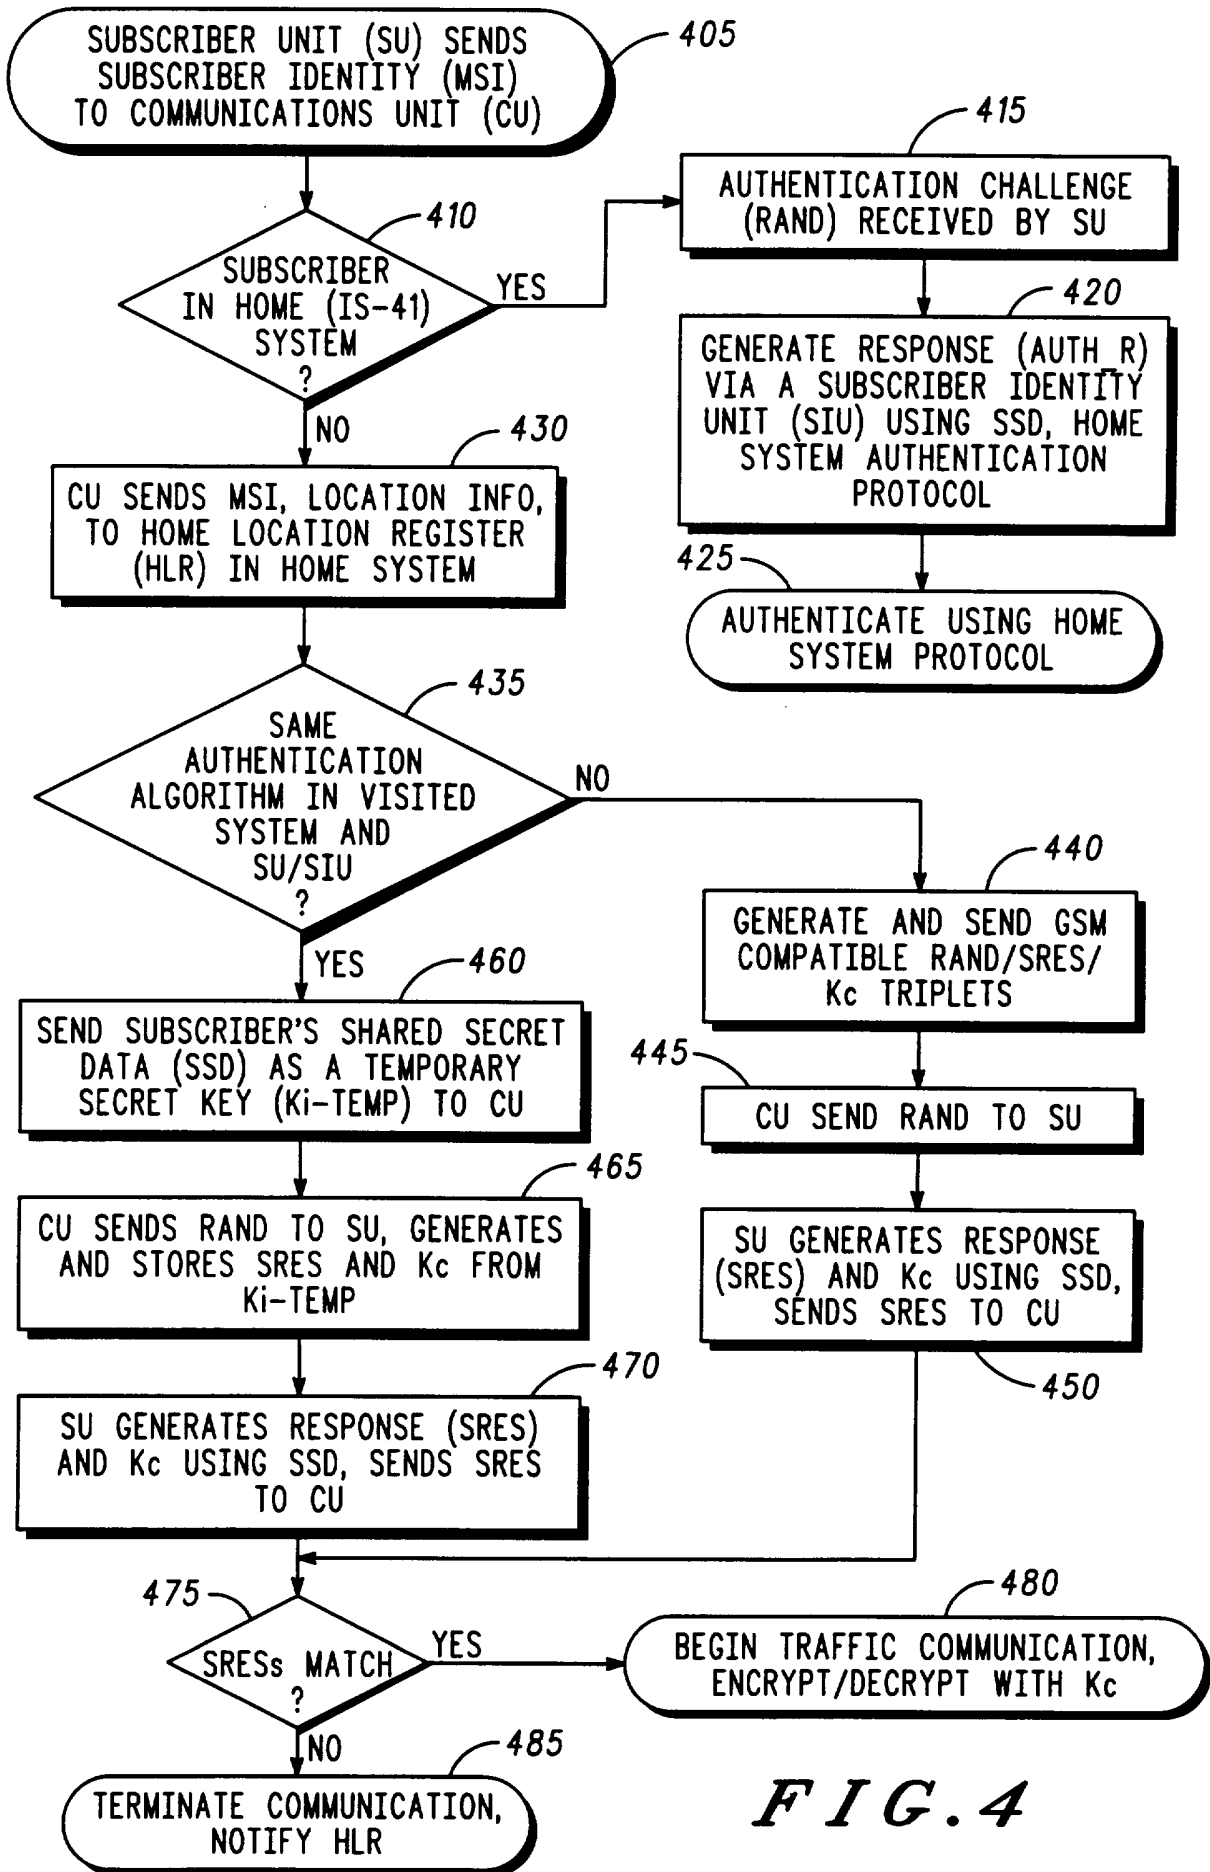 SUBSCRIBER UNIT (SU) SENDS
SUBSCRIBER IDENTITY (MSI)
TO COMMUNICATIONS UNIT (CU)
405
410
SUBSCRIBER
IN HOME (IS-41)
SYSTEM
?
YES
NO
415
AUTHENTICATION CHALLENGE
(RAND) RECEIVED BY SU
420
GENERATE RESPONSE (AUTH_R)
VIA A SUBSCRIBER IDENTITY
UNIT (SIU) USING SSD, HOME
SYSTEM AUTHENTICATION
PROTOCOL
425
AUTHENTICATE USING HOME
SYSTEM PROTOCOL
430
CU SENDS MSI, LOCATION INFO,
TO HOME LOCATION REGISTER
(HLR) IN HOME SYSTEM
435
SAME
AUTHENTICATION
ALGORITHM IN VISITED
SYSTEM AND
SU/SIU
?
NO
YES
440
GENERATE AND SEND GSM
COMPATIBLE RAND/SRES/
Kc TRIPLETS
445
CU SEND RAND TO SU
SU GENERATES RESPONSE
(SRES) AND Kc USING SSD,
SENDS SRES TO CU
450
460
SEND SUBSCRIBER'S SHARED SECRET
DATA (SSD) AS A TEMPORARY
SECRET KEY (Ki-TEMP) TO CU
465
CU SENDS RAND TO SU, GENERATES
AND STORES SRES AND Kc FROM
Ki-TEMP
470
SU GENERATES RESPONSE (SRES)
AND Kc USING SSD, SENDS SRES
TO CU
475
SRESs MATCH
?
YES
NO
480
BEGIN TRAFFIC COMMUNICATION,
ENCRYPT/DECRYPT WITH Kc
485
TERMINATE COMMUNICATION,
NOTIFY HLR
FIG.4